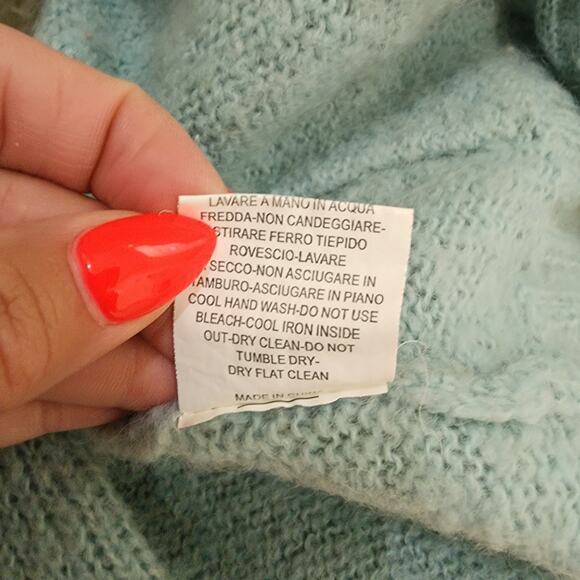 LAVARE A MANO IN ACQUA
FREDDA-NON CANDEGGIARE-
STIRARE FERRO TIEPIDO
ROVESCIO-LAVARE
SECCO-NON ASCIUGARE IN
TAMBURO-ASCIUGARE IN PIANO
COOL HAND WASH-DO NOT USE
BLEACH-COOL IRON INSIDE
OUT-DRY CLEAN-DO NOT
TUMBLE DRY-
DRY FLAT CLEAN
MADE IN